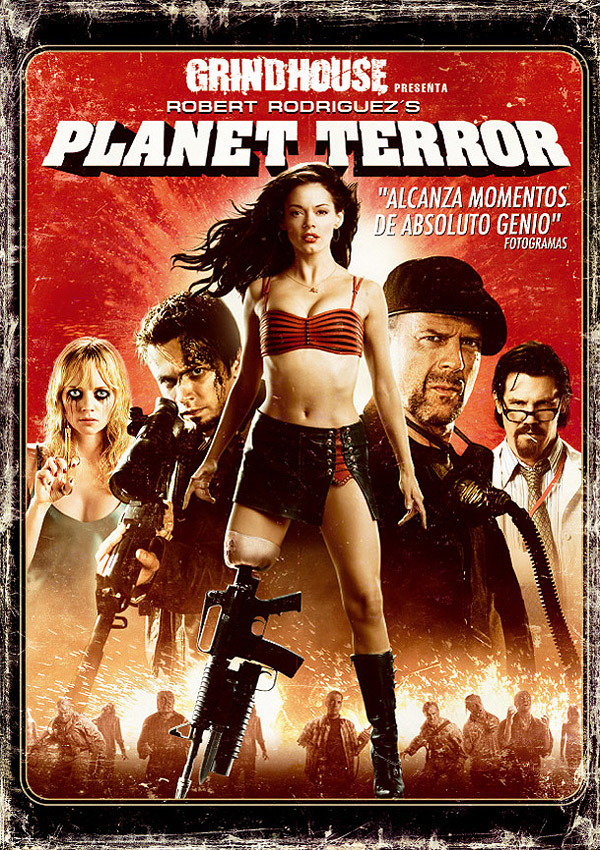 GRINDHOUSE PRESENTA
ROBERT RODRIGUEZ´S
PLANET TERROR
"ALCANZA MOMENTOS
DE ABSOLUTO GENIO"
FOTOGRAMAS